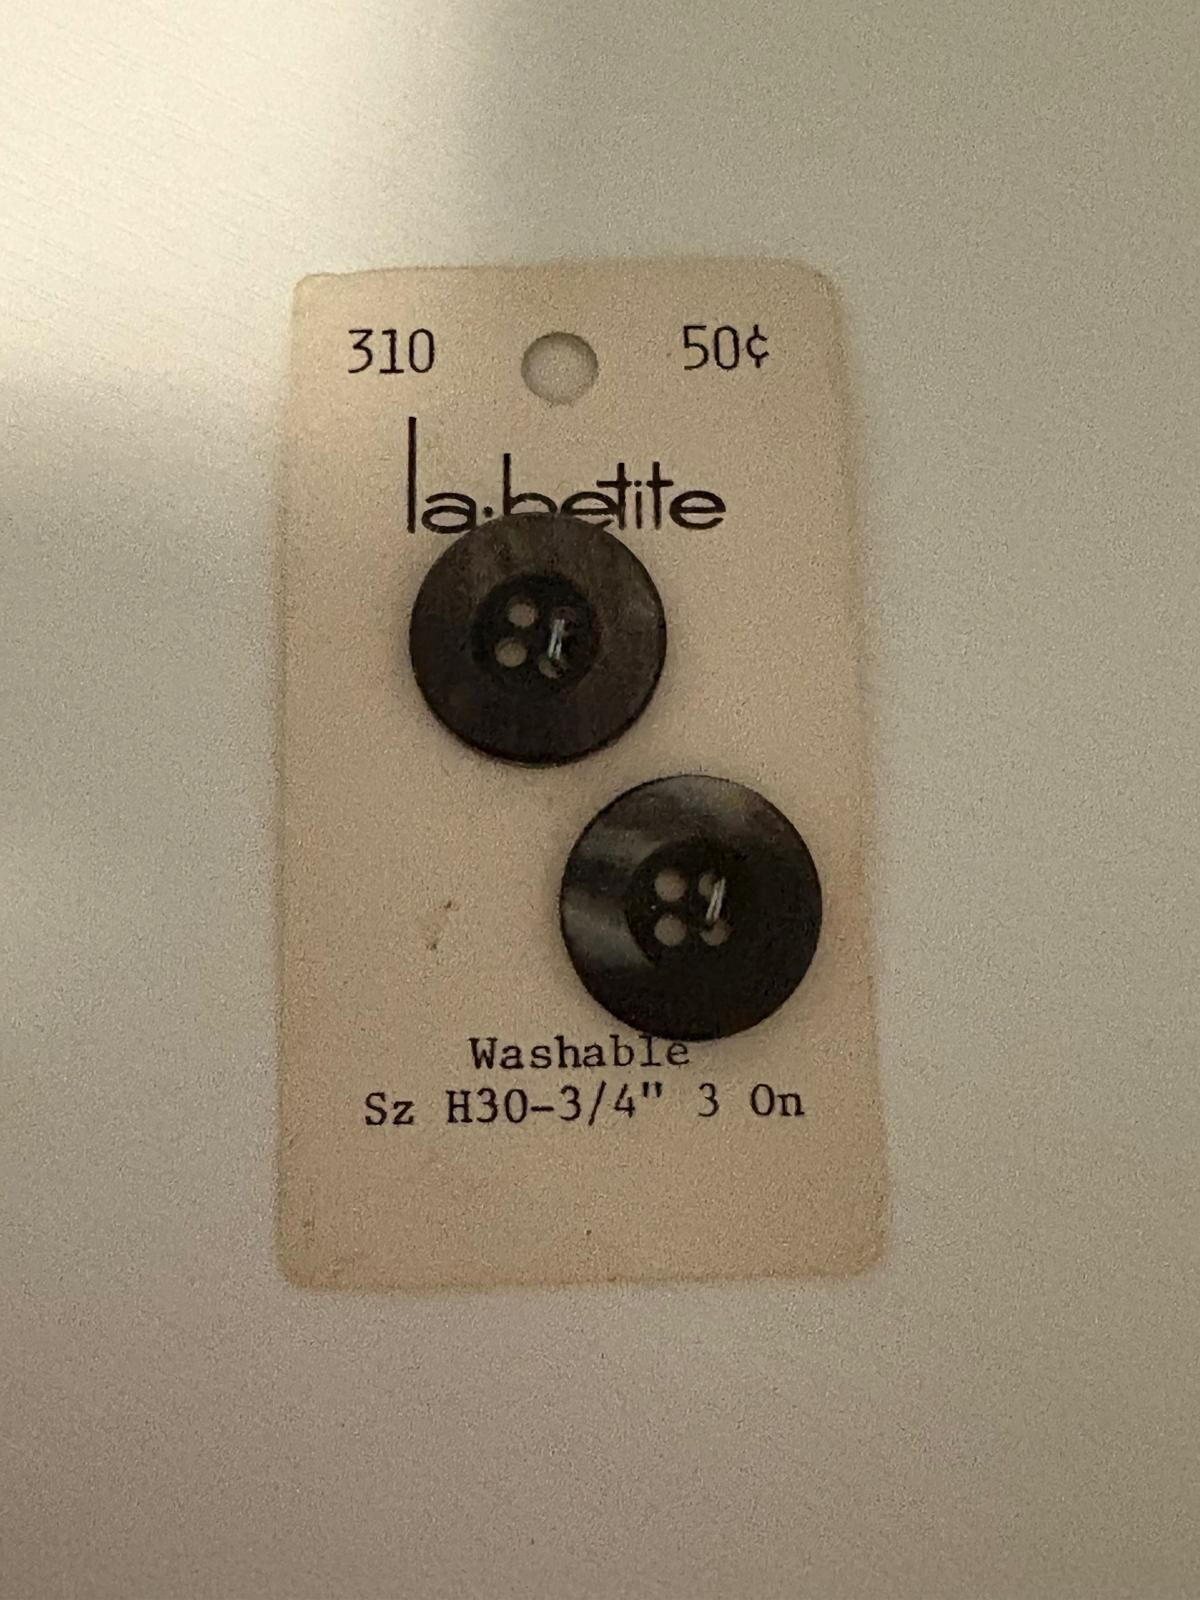 310 50¢
la·petite
Washable
Sz H30-3/4" 3 On